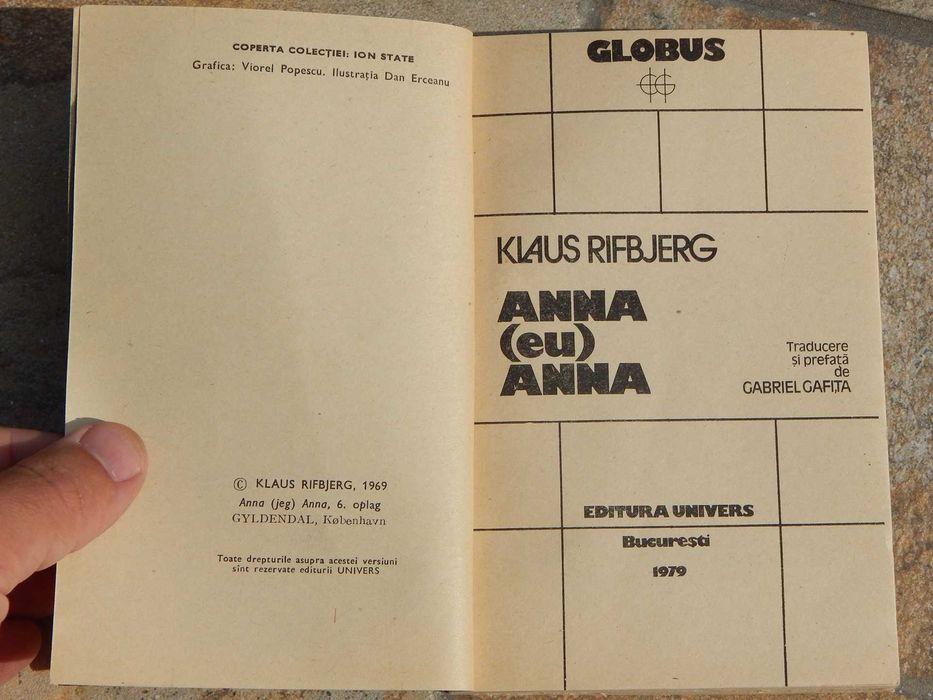 COPERTA COLECȚIEI: ION STATE
Grafica: Viorel Popescu. Ilustrația Dan Erceanu
© KLAUS RIFBJERG, 1969
Anna (jeg) Anna, 6. oplag
GYLDENDAL, København
Toate drepturile asupra acestei versiuni
sînt rezervate editurii UNIVERS
GLOBUS
KLAUS RIFBJERG
ANNA
(eu)
ANNA
Traducere
și prefață
de
GABRIEL GAFIȚA
EDITURA UNIVERS
București
1979